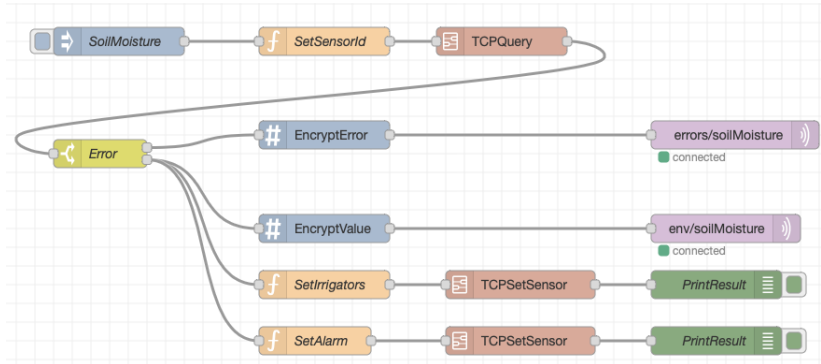 SoilMoisture
SetSensorId
TCPQuery
EncryptError
errors/soilMoisture
connected
Error
EncryptValue
env/soilMoisture
connected
SetIrrigators
TCPSetSensor
PrintResult
SetAlarm
TCPSetSensor
PrintResult